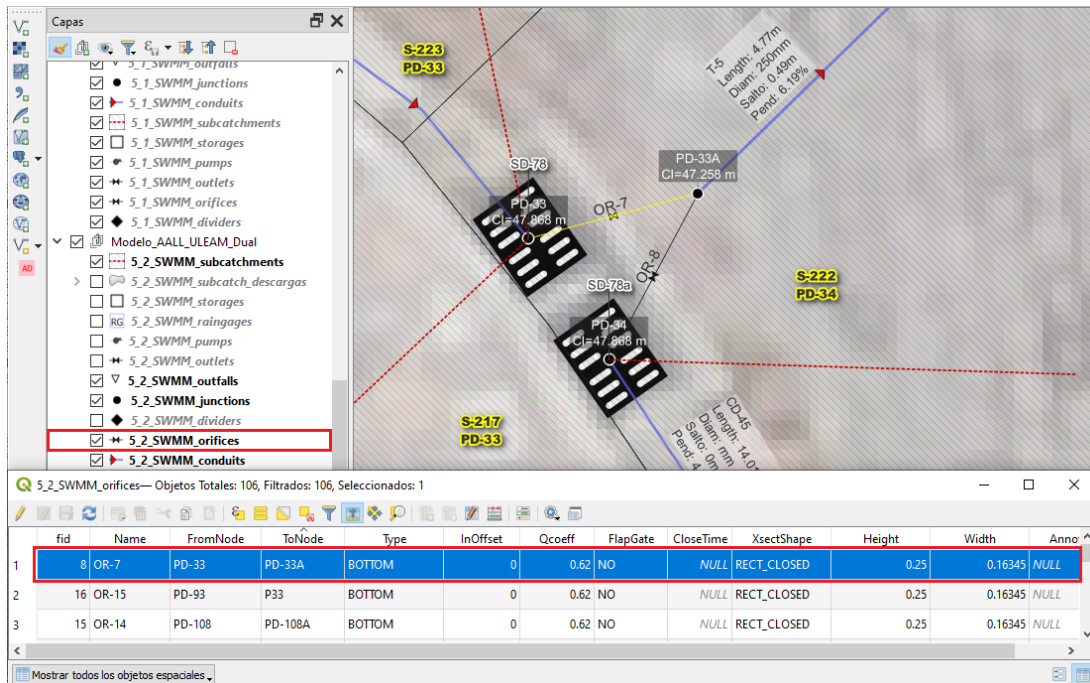 Capas
5_1_SWMM_outfalls
5_1_SWMM_junctions
5_1_SWMM_conduits
5_1_SWMM_subcatchments
5_1_SWMM_storages
5_1_SWMM_pumps
5_1_SWMM_outlets
5_1_SWMM_orifices
5_1_SWMM_dividers
Modelo_AALL_ULEAM_Dual
5_2_SWMM_subcatchments
5_2_SWMM_subcatch_descargas
5_2_SWMM_storages
RG 5_2_SWMM_raingages
5_2_SWMM_pumps
5_2_SWMM_outlets
5_2_SWMM_outfalls
5_2_SWMM_junctions
5_2_SWMM_dividers
5_2_SWMM_orifices
5_2_SWMM_conduits
AD
S-223
PD-33
T-5
Length: 4.77m
Diam: 250mm
Salto: 0.49m
Pend: 6.19%
SD-78
PD-33
CI=47.868 m
OR-7
PD-33A
CI=47.258 m
OR-8
SD-78a
PD-34
CI=47.868 m
S-222
PD-34
S-217
PD-33
CD-45
Length: 14.0
Diam: mm
Salto: 0m
Pend: 4
5_2_SWMM_orifices— Objetos Totales: 106, Filtrados: 106, Seleccionados: 1
fid Name FromNode ToNode Type InOffset Qcoeff FlapGate CloseTime XsectShape Height Width Annot
1 8 OR-7 PD-33 PD-33A BOTTOM 0 0.62 NO NULL RECT_CLOSED 0.25 0.16345 NULL
2 16 OR-15 PD-93 P33 BOTTOM 0 0.62 NO NULL RECT_CLOSED 0.25 0.16345 NULL
3 15 OR-14 PD-108 PD-108A BOTTOM 0 0.62 NO NULL RECT_CLOSED 0.25 0.16345 NULL
Mostrar todos los objetos espaciales